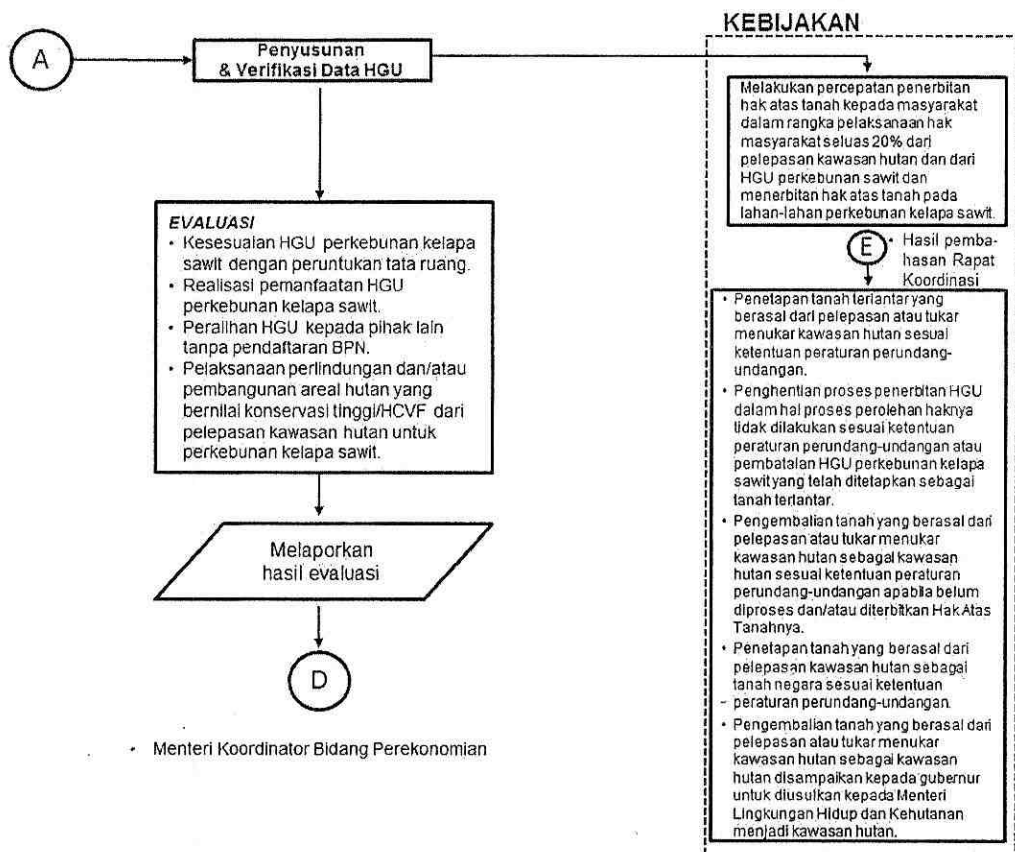 KEBIJAKAN
A
Penyusunan
& Verifikasi Data HGU
Melakukan percepatan penerbitan
hak atas tanah kepada masyarakat
dalam rangka pelaksanaan hak
masyarakat seluas 20% dari
pelepasan kawasan hutan dan dari
HGU perkebunan sawit dan
menerbitan hak atas tanah pada
lahan-lahan perkebunan kelapa sawit.
EVALUASI
• Kesesuaian HGU perkebunan kelapa
sawit dengan peruntukan tata ruang.
• Realisasi pemanfaatan HGU
perkebunan kelapa sawit.
• Peralihan HGU kepada pihak lain
tanpa pendaftaran BPN.
• Pelaksanaan perlindungan dan/atau
pembangunan areal hutan yang
bernilai konservasi tinggi/HCVF dari
pelepasan kawasan hutan untuk
perkebunan kelapa sawit.
Melaporkan
hasil evaluasi
D
• Menteri Koordinator Bidang Perekonomian
E
• Hasil pemba-
hasan Rapat
Koordinasi
• Penetapan tanah terlantar yang
berasal dari pelepasan atau tukar
menukar kawasan hutan sesuai
ketentuan peraturan perundang-
undangan.
• Penghentian proses penerbitan HGU
dalam hal proses perolehan haknya
tidak dilakukan sesuai ketentuan
peraturan perundang-undangan atau
pembatalan HGU perkebunan kelapa
sawit yang telah ditetapkan sebagai
tanah terlantar.
• Pengembalian tanah yang berasal dari
pelepasan atau tukar menukar
kawasan hutan sebagai kawasan
hutan sesuai ketentuan peraturan
perundang-undangan apabila belum
diproses dan/atau diterbitkan Hak Atas
Tanahnya.
• Penetapan tanah yang berasal dari
pelepasan kawasan hutan sebagai
tanah negara sesuai ketentuan
- peraturan perundang-undangan.
• Pengembalian tanah yang berasal dari
pelepasan atau tukar menukar
kawasan hutan sebagai kawasan
hutan disampaikan kepada gubernur
untuk diusulkan kepada Menteri
Lingkungan Hidup dan Kehutanan
menjadi kawasan hutan.